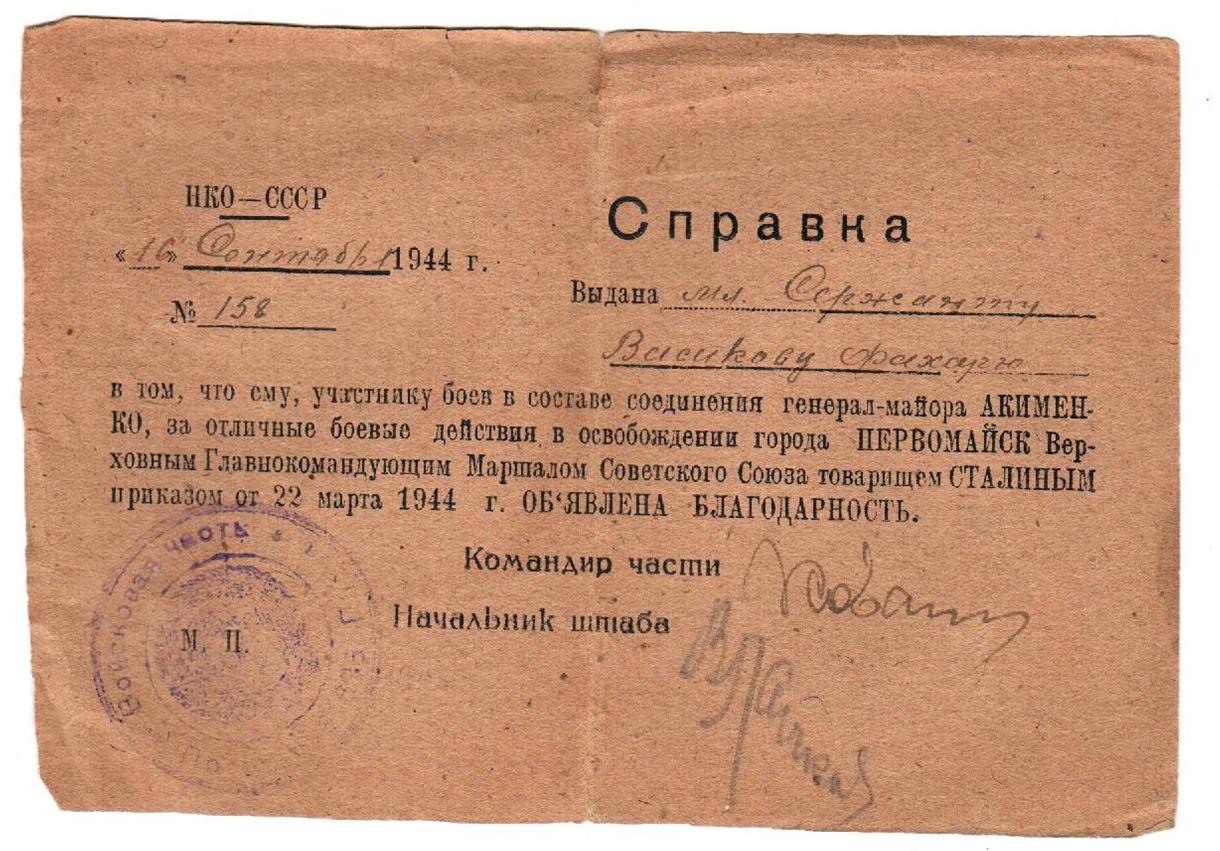 НКО—СССР
«16» Сентября 1944 г.
№ 158
Справка
Выдана мл. Сержанту
Васикову Фахарю
в том, что ему, участнику боев в составе соединения генерал-майора АКИМЕН-
КО, за отличные боевые действия в освобождении города ПЕРВОМАЙСК Вер-
ховным Главнокомандующим Маршалом Советского Союза товарищем СТАЛИНЫМ
приказом от 22 марта 1944 г. ОБ‘ЯВЛЕНА БЛАГОДАРНОСТЬ.
Командир части
Начальник штаба
М. П.
Войсковая часть